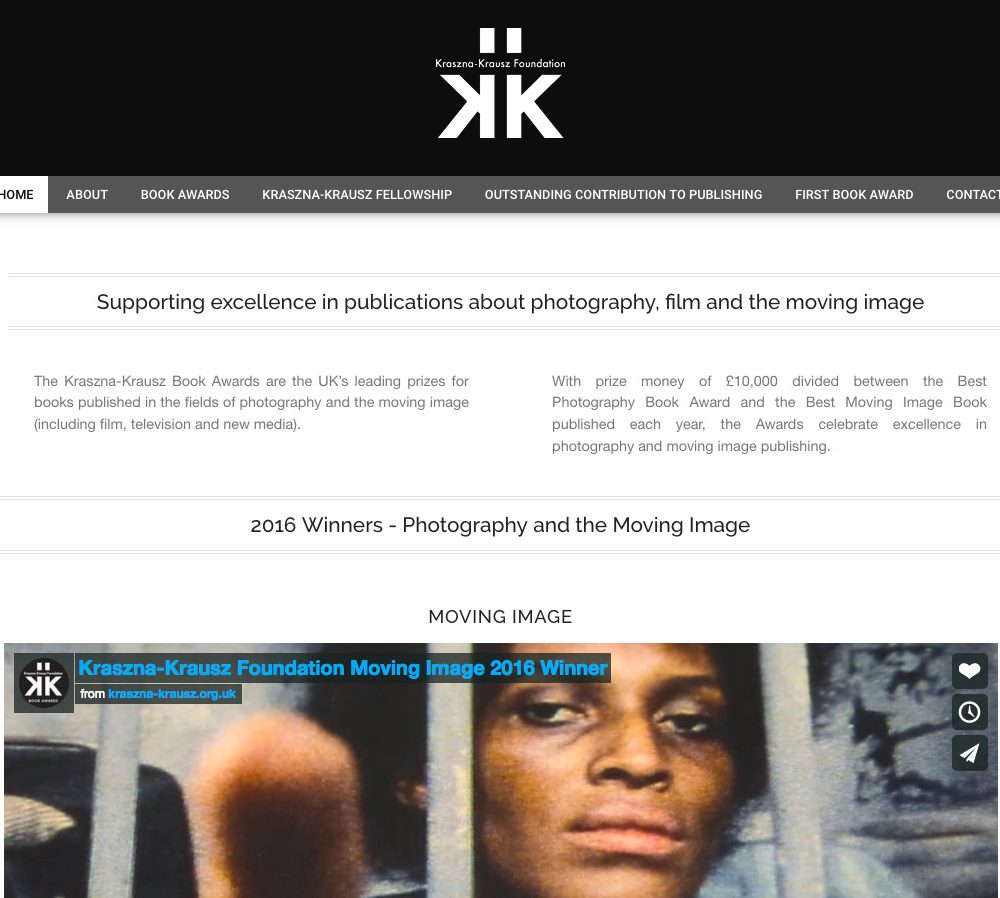 Kraszna-Krausz Foundation
KK
HOME ABOUT BOOK AWARDS KRASZNA-KRAUSZ FELLOWSHIP OUTSTANDING CONTRIBUTION TO PUBLISHING FIRST BOOK AWARD CONTACT
Supporting excellence in publications about photography, film and the moving image
The Kraszna-Krausz Book Awards are the UK's leading prizes for
books published in the fields of photography and the moving image
(including film, television and new media).
With prize money of £10,000 divided between the Best
Photography Book Award and the Best Moving Image Book
published each year, the Awards celebrate excellence in
photography and moving image publishing.
2016 Winners - Photography and the Moving Image
MOVING IMAGE
Kraszna-Krausz Foundation
KK
BOOK AWARDS
Kraszna-Krausz Foundation Moving Image 2016 Winner
from kraszna-krausz.org.uk